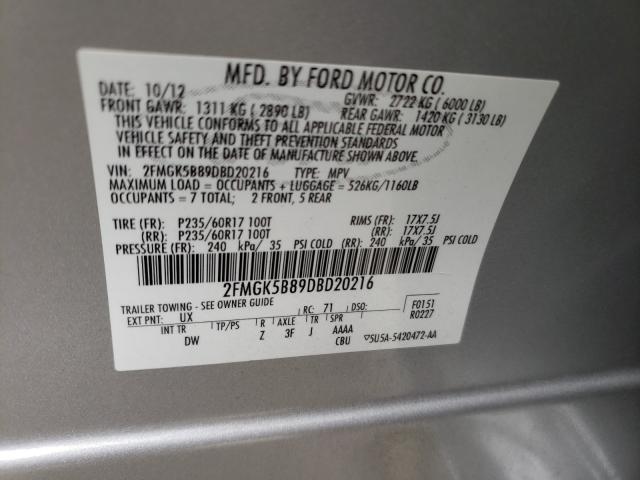 MFD. BY FORD MOTOR CO.
DATE: 10/12 GVWR: 2722 KG ( 6000 LB)
FRONT GAWR: 1311 KG ( 2890 LB) REAR GAWR: 1420 KG ( 3130 LB)
THIS VEHICLE CONFORMS TO ALL APPLICABLE FEDERAL MOTOR
VEHICLE SAFETY AND THEFT PREVENTION STANDARDS
IN EFFECT ON THE DATE OF MANUFACTURE SHOWN ABOVE.
VIN: 2FMGK5B89DBD20216 TYPE: MPV
MAXIMUM LOAD = OCCUPANTS + LUGGAGE = 526KG/1160LB
OCCUPANTS = 7 TOTAL; 2 FRONT, 5 REAR
TIRE (FR): P235/60R17 100T RIMS (FR): 17X7.5J
(RR): P235/60R17 100T (RR): 17X7.5J
PRESSURE (FR): 240 kPa/ 35 PSI COLD (RR): 240 kPa/ 35 PSI COLD
2FMGK5B89DBD20216
TRAILER TOWING - SEE OWNER GUIDE
EXT PNT: UX RC: 71 DSO: F0151
R0227
INT TR TP/PS R AXLE TR SPR
DW Z 3F J AAAA
CBU
5U5A-5420472-AA